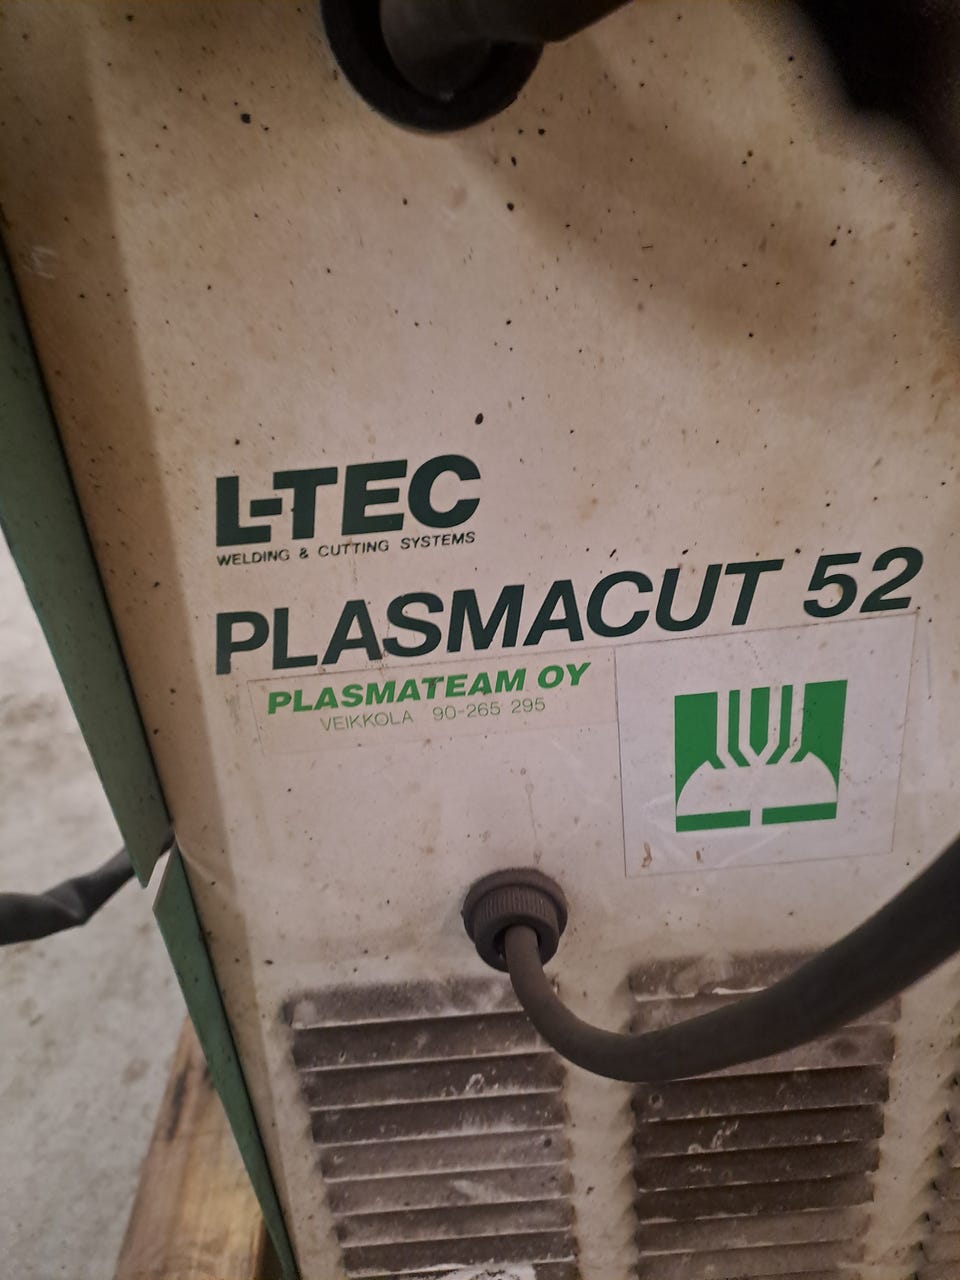 L-TEC
WELDING & CUTTING SYSTEMS
PLASMACUT 52
PLASMATEAM OY
VEIKKOLA 90-265 295